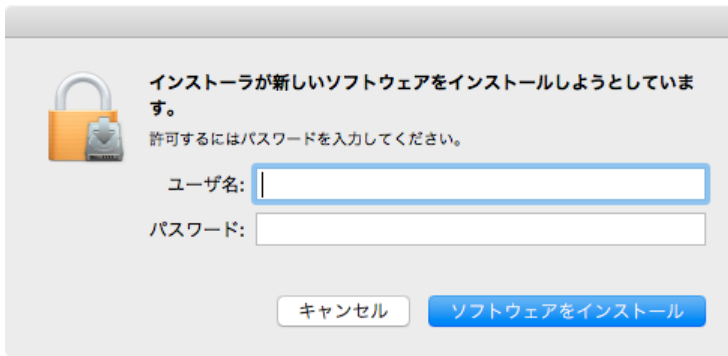 インストーラが新しいソフトウェアをインストールしようとしていま
す。
許可するにはパスワードを入力してください。
ユーザ名:
パスワード:
キャンセル
ソフトウェアをインストール